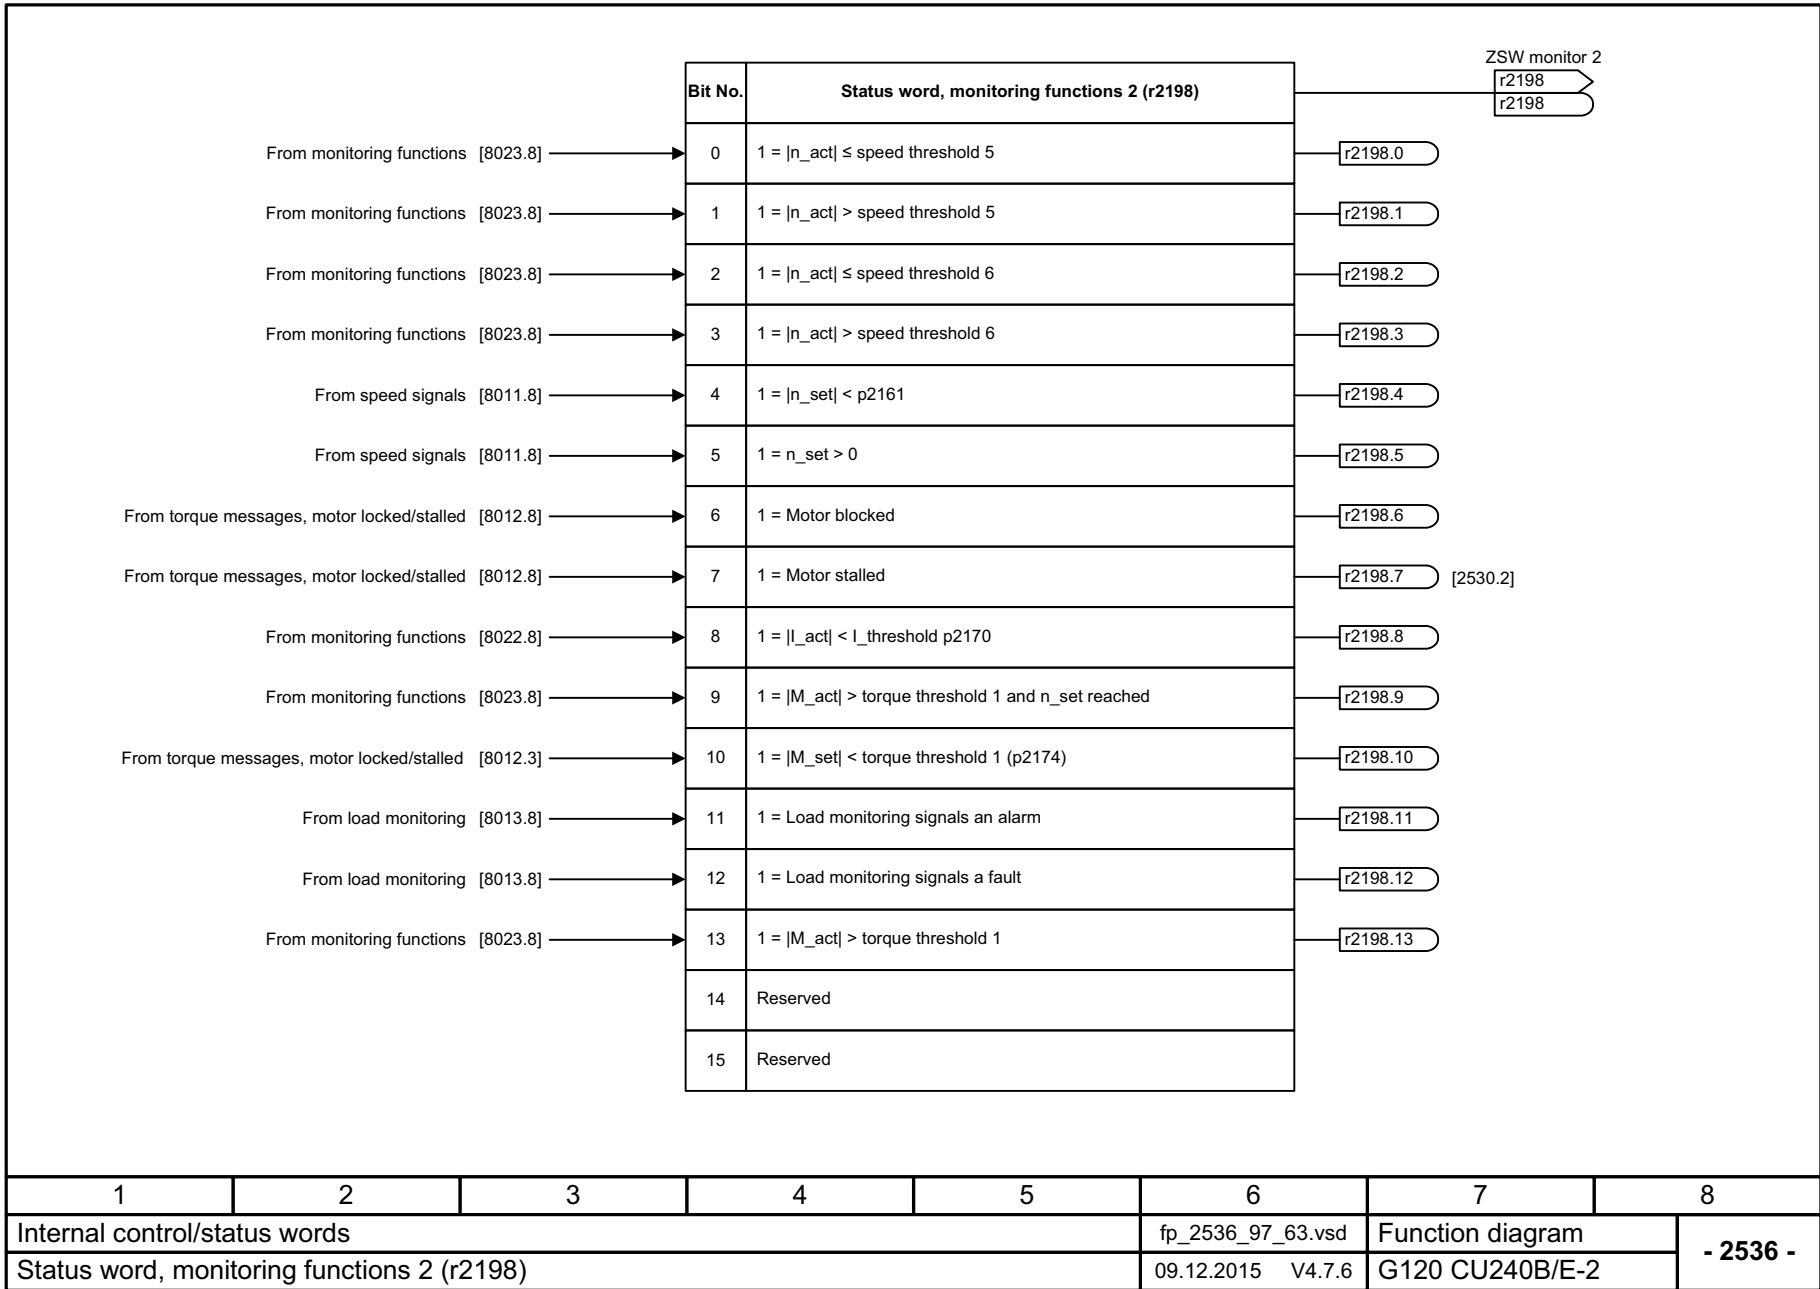 ZSW monitor 2
Bit No. Status word, monitoring functions 2 (r2198) r2198
r2198
From monitoring functions [8023.8] 0 1 = |n_act| ≤ speed threshold 5 r2198.0
From monitoring functions [8023.8] 1 1 = |n_act| > speed threshold 5 r2198.1
From monitoring functions [8023.8] 2 1 = |n_act| ≤ speed threshold 6 r2198.2
From monitoring functions [8023.8] 3 1 = |n_act| > speed threshold 6 r2198.3
From speed signals [8011.8] 4 1 = |n_set| < p2161 r2198.4
From speed signals [8011.8] 5 1 = n_set > 0 r2198.5
From torque messages, motor locked/stalled [8012.8] 6 1 = Motor blocked r2198.6
From torque messages, motor locked/stalled [8012.8] 7 1 = Motor stalled r2198.7 [2530.2]
From monitoring functions [8022.8] 8 1 = |I_act| < I_threshold p2170 r2198.8
From monitoring functions [8023.8] 9 1 = |M_act| > torque threshold 1 and n_set reached r2198.9
From torque messages, motor locked/stalled [8012.3] 10 1 = |M_set| < torque threshold 1 (p2174) r2198.10
From load monitoring [8013.8] 11 1 = Load monitoring signals an alarm r2198.11
From load monitoring [8013.8] 12 1 = Load monitoring signals a fault r2198.12
From monitoring functions [8023.8] 13 1 = |M_act| > torque threshold 1 r2198.13
14 Reserved
15 Reserved
1 2 3 4 5 6 7 8
Internal control/status words fp_2536_97_63.vsd Function diagram - 2536 -
Status word, monitoring functions 2 (r2198) 09.12.2015 V4.7.6 G120 CU240B/E-2